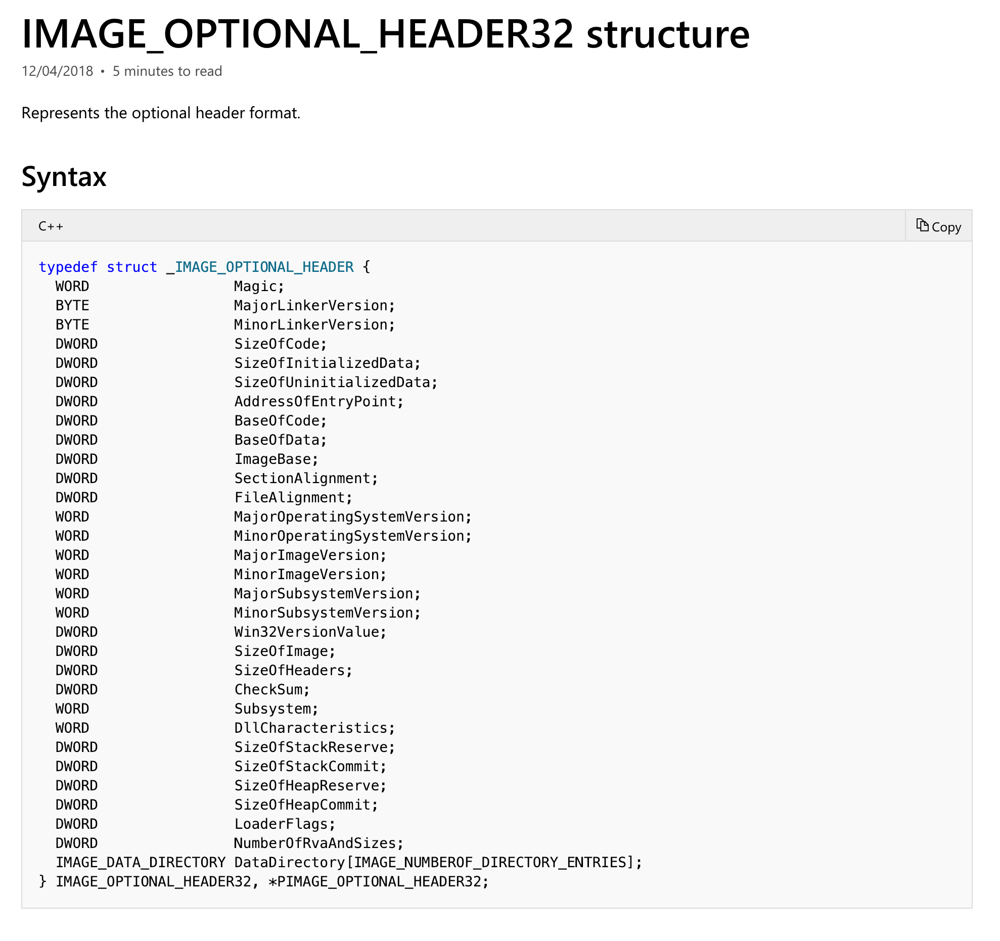 IMAGE_OPTIONAL_HEADER32 structure
12/04/2018 • 5 minutes to read
Represents the optional header format.
Syntax
C++ Copy
typedef struct _IMAGE_OPTIONAL_HEADER {
  WORD                 Magic;
  BYTE                 MajorLinkerVersion;
  BYTE                 MinorLinkerVersion;
  DWORD                SizeOfCode;
  DWORD                SizeOfInitializedData;
  DWORD                SizeOfUninitializedData;
  DWORD                AddressOfEntryPoint;
  DWORD                BaseOfCode;
  DWORD                BaseOfData;
  DWORD                ImageBase;
  DWORD                SectionAlignment;
  DWORD                FileAlignment;
  WORD                 MajorOperatingSystemVersion;
  WORD                 MinorOperatingSystemVersion;
  WORD                 MajorImageVersion;
  WORD                 MinorImageVersion;
  WORD                 MajorSubsystemVersion;
  WORD                 MinorSubsystemVersion;
  DWORD                Win32VersionValue;
  DWORD                SizeOfImage;
  DWORD                SizeOfHeaders;
  DWORD                CheckSum;
  WORD                 Subsystem;
  WORD                 DllCharacteristics;
  DWORD                SizeOfStackReserve;
  DWORD                SizeOfStackCommit;
  DWORD                SizeOfHeapReserve;
  DWORD                SizeOfHeapCommit;
  DWORD                LoaderFlags;
  DWORD                NumberOfRvaAndSizes;
  IMAGE_DATA_DIRECTORY DataDirectory[IMAGE_NUMBEROF_DIRECTORY_ENTRIES];
} IMAGE_OPTIONAL_HEADER32, *PIMAGE_OPTIONAL_HEADER32;